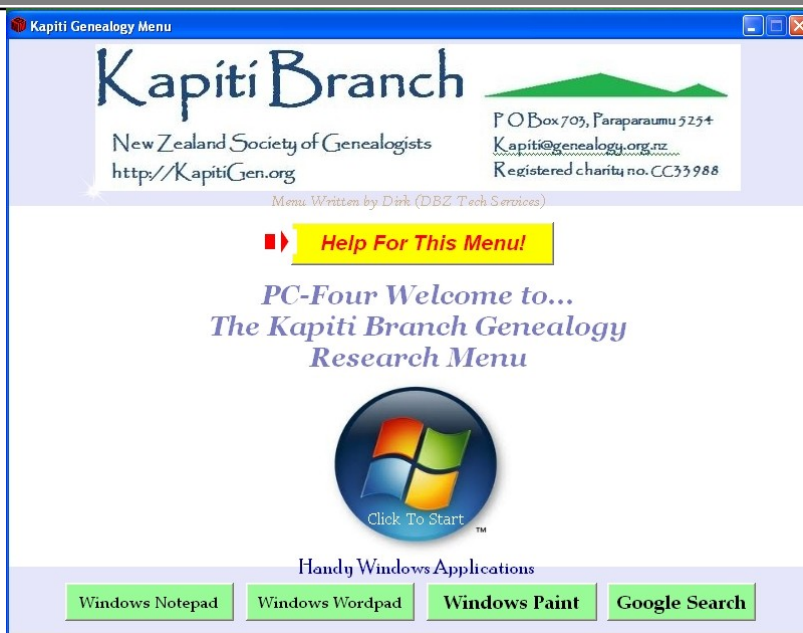 Kapiti Genealogy Menu
Kapiti Branch
New Zealand Society of Genealogists
http://KapitiGen.org
P O Box 703, Paraparaumu 5254
Kapiti@genealogy.org.nz
Registered charity no. CC33988
Menu Written by Dirk (DBZ Tech Services)
Help For This Menu!
PC-Four Welcome to...
The Kapiti Branch Genealogy
Research Menu
Click To Start
TM
Handy Windows Applications
Windows Notepad
Windows Wordpad
Windows Paint
Google Search